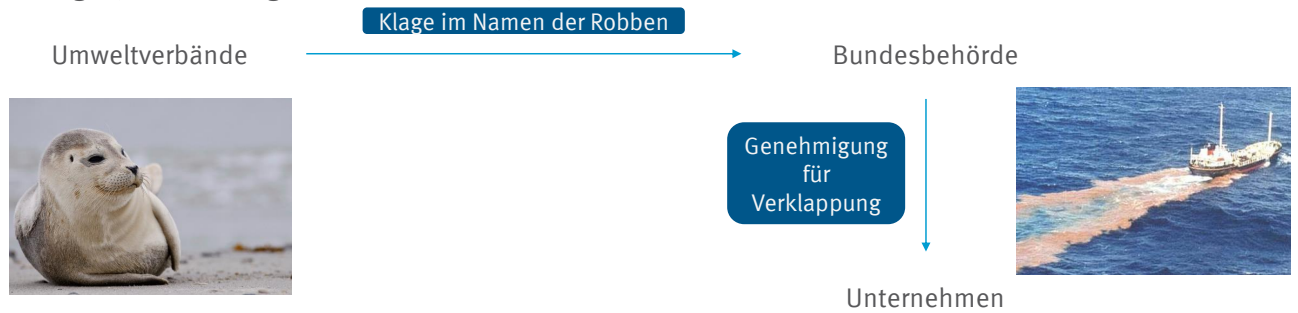 Klage im Namen der Robben
Umweltverbände
Bundesbehörde
Genehmigung
für
Verklappung
Unternehmen